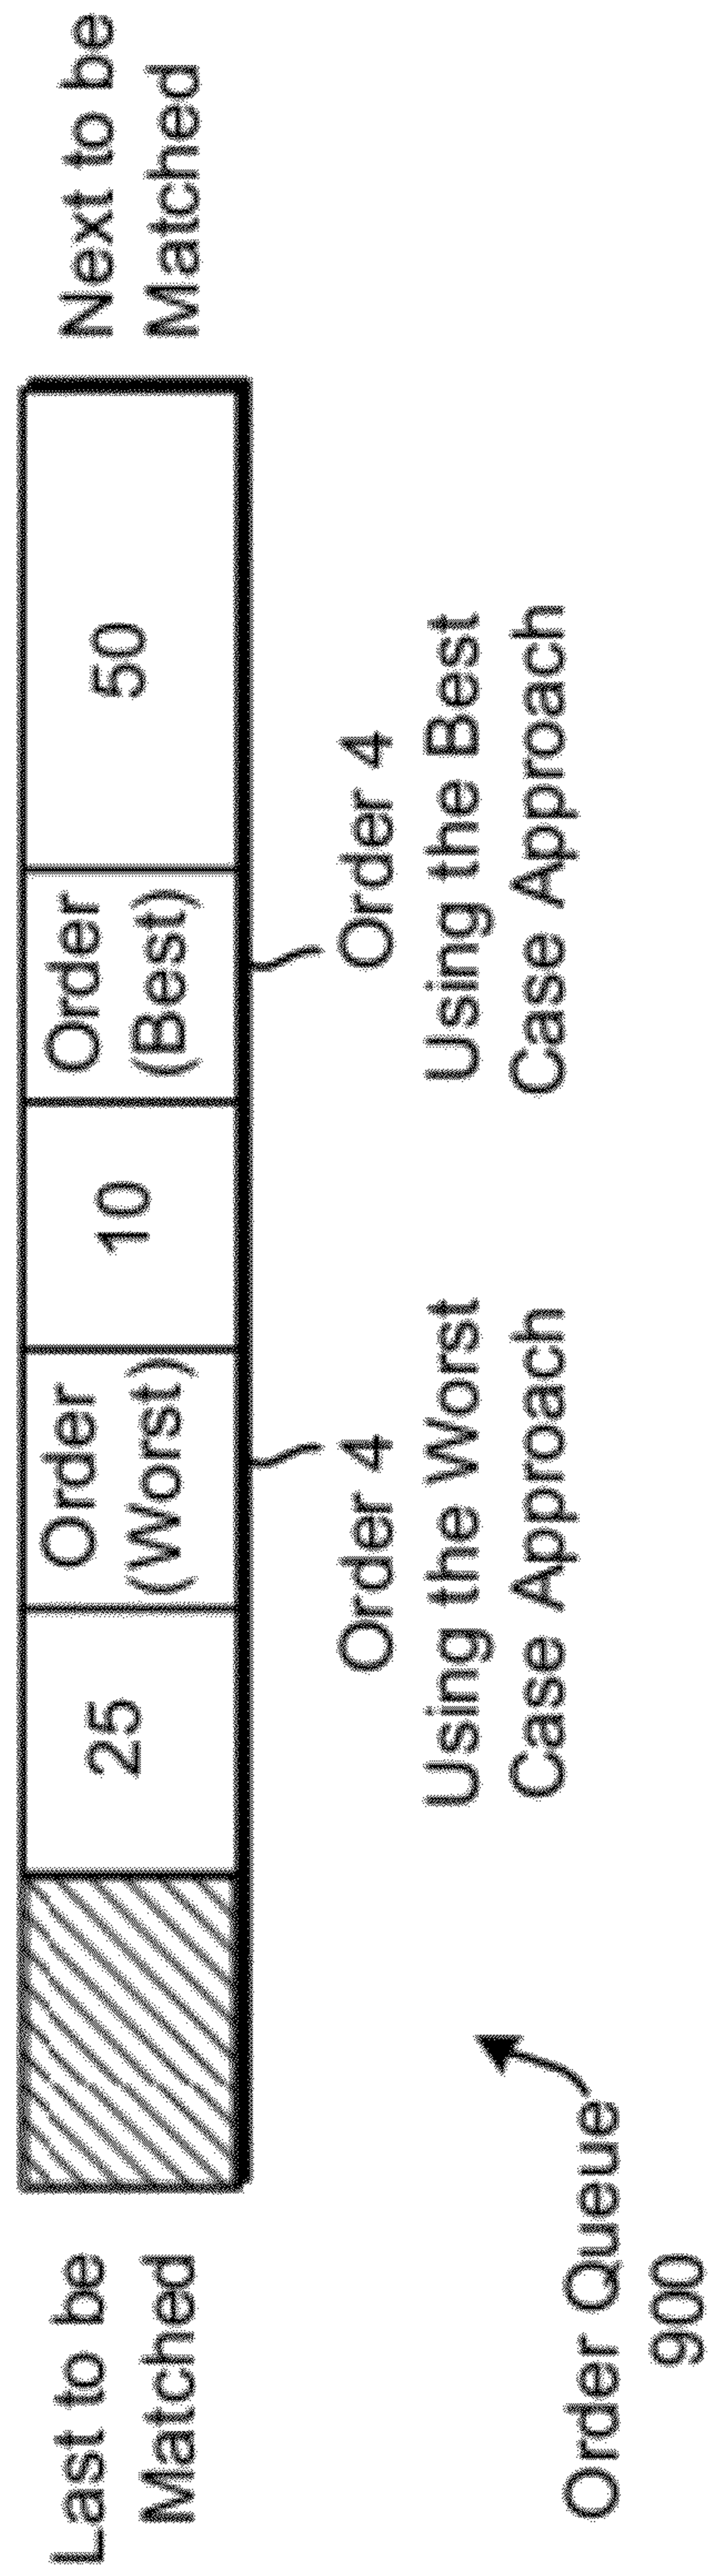 Last to be
Matched
25
Order
(Worst)
10
Order
(Best)
50
Next to be
Matched
Order 4
Using the Worst
Case Approach
Order 4
Using the Best
Case Approach
Order Queue
900